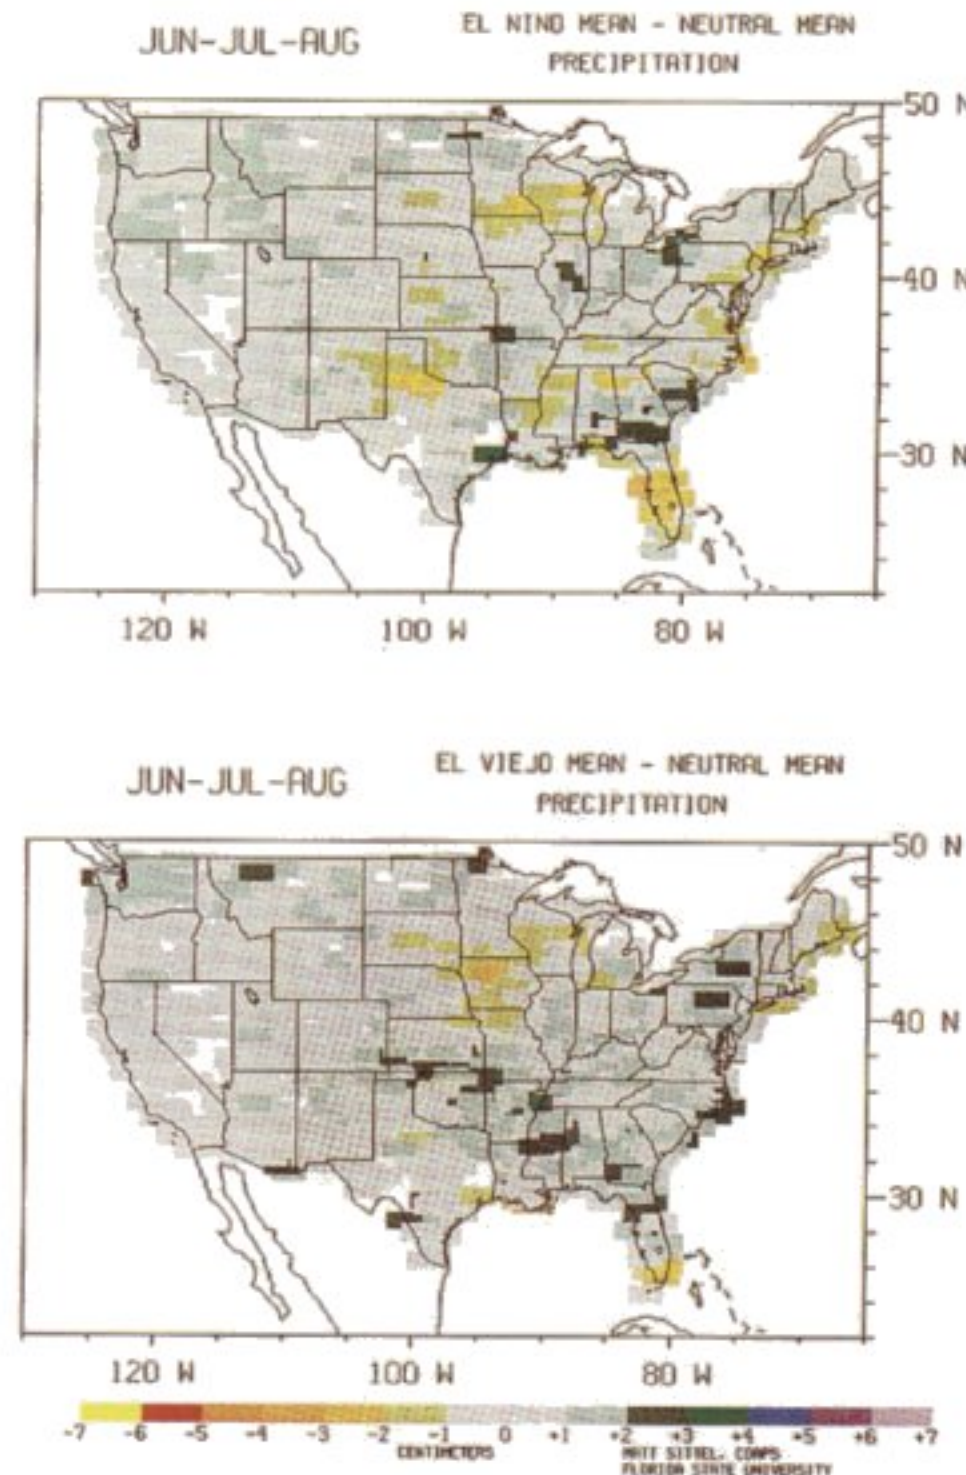 JUN-JUL-AUG
EL NINO MEAN - NEUTRAL MEAN
PRECIPITATION
50 N
40 N
30 N
120 W
100 W
80 W
JUN-JUL-AUG
EL VIEJO MEAN - NEUTRAL MEAN
PRECIPITATION
50 N
40 N
30 N
120 W
100 W
80 W
-7 -6 -5 -4 -3 -2 -1 0 +1 +2 +3 +4 +5 +6 +7
CENTIMETERS
MATT SITTEL, COAPS
FLORIDA STATE UNIVERSITY